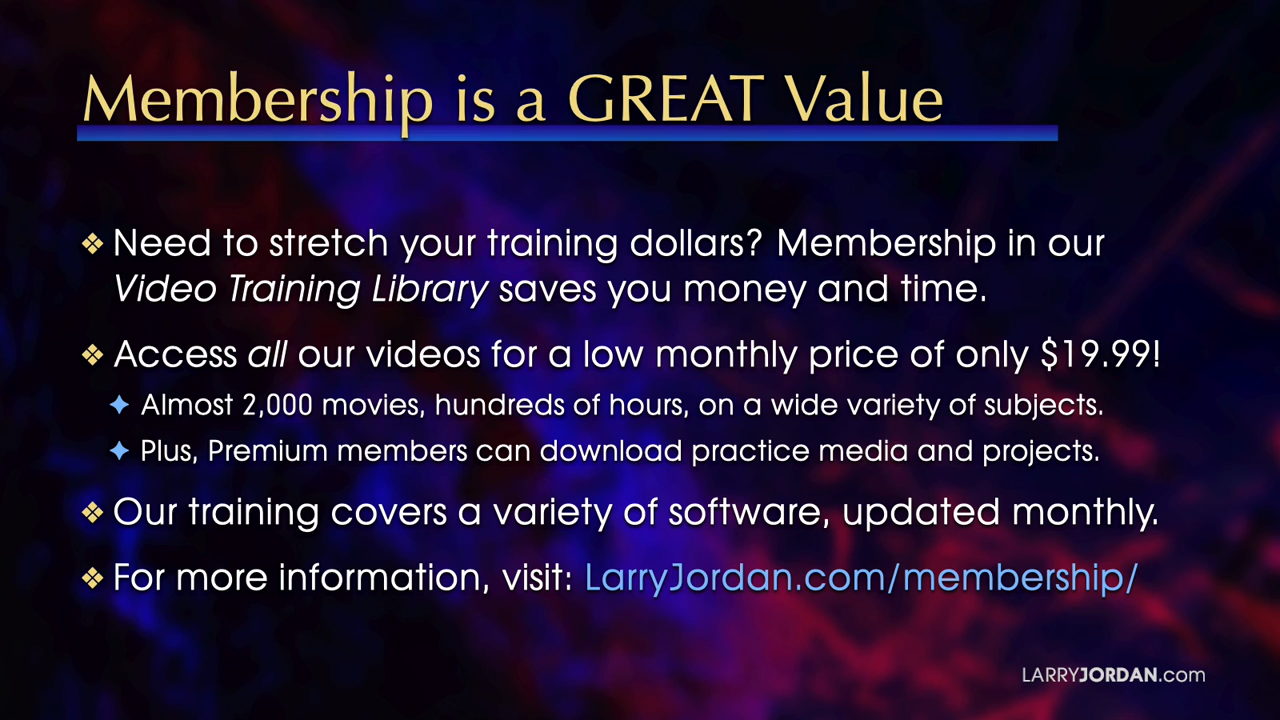 Membership is a GREAT Value
❖ Need to stretch your training dollars? Membership in our
Video Training Library saves you money and time.
❖ Access all our videos for a low monthly price of only $19.99!
✦ Almost 2,000 movies, hundreds of hours, on a wide variety of subjects.
✦ Plus, Premium members can download practice media and projects.
❖ Our training covers a variety of software, updated monthly.
❖ For more information, visit: LarryJordan.com/membership/
LARRYJORDAN.com